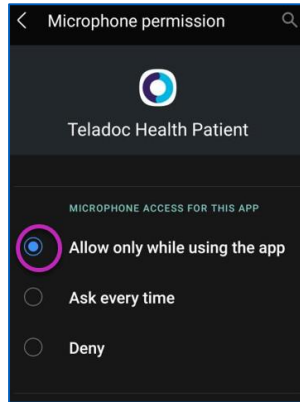 Microphone permission
Teladoc Health Patient
MICROPHONE ACCESS FOR THIS APP
Allow only while using the app
Ask every time
Deny